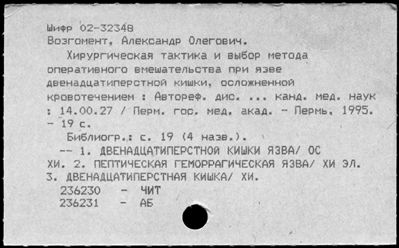 Шифр 02-32348
Возгомент, Александр Олегович.
Хирургическая тактика и выбор метода
оперативного вмешательства при язве
двенадцатиперстной кишки, осложненной
кровотечением : Автореф. дис. ... канд. мед. наук
: 14.00.27 / Перм. гос. мед. акад. - Пермь, 1995.
- 19 с.
Библиогр.: с. 19 (4 назв.).
-- 1. ДВЕНАДЦАТИПЕРСТНОЙ КИШКИ ЯЗВА/ ОС
ХИ. 2. ПЕПТИЧЕСКАЯ ГЕМОРРАГИЧЕСКАЯ ЯЗВА/ ХИ ЭЛ.
3. ДВЕНАДЦАТИПЕРСТНАЯ КИШКА/ ХИ.
236230 - ЧИТ
236231 - АБ